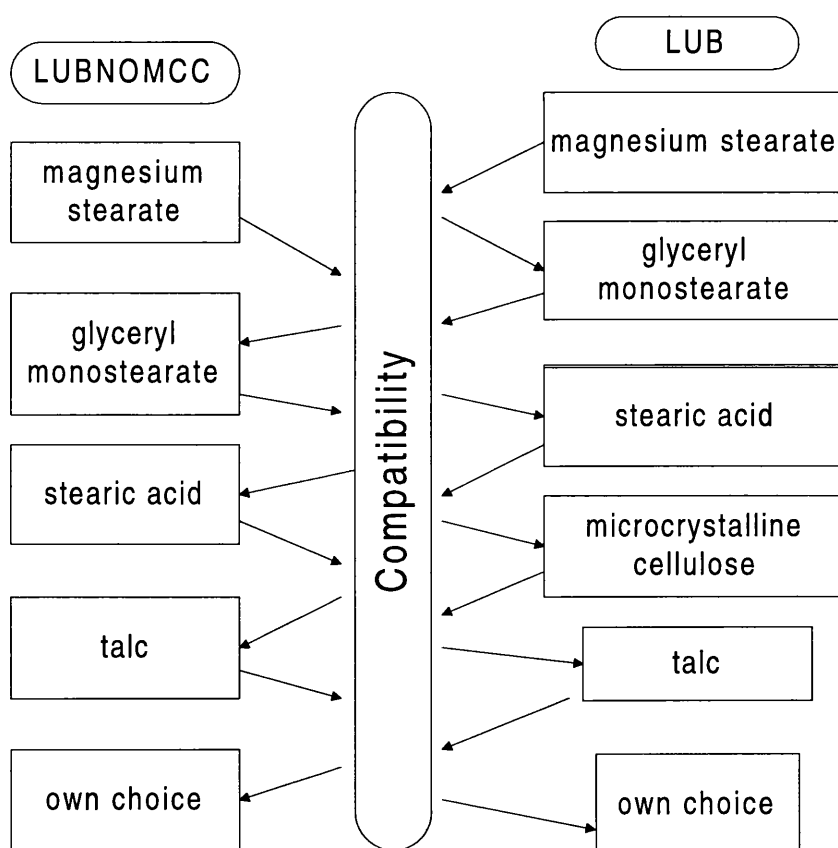 LUBNOMCC
magnesium
stearate
glyceryl
monostearate
stearic acid
talc
own choice
Compatibility
LUB
magnesium stearate
glyceryl
monostearate
stearic acid
microcrystalline
cellulose
talc
own choice